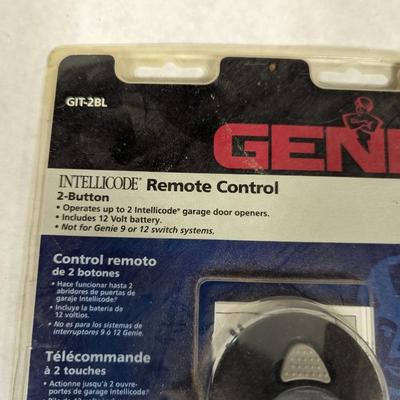 GIT-2BL
GENI
INTELLICODE® Remote Control
2-Button
• Operates up to 2 Intellicode® garage door openers.
• Includes 12 Volt battery.
• Not for Genie 9 or 12 switch systems.
Control remoto
de 2 botones
• Hace funcionar hasta 2
abridores de puertas de
garaje Intellicode®
• Incluye la batería de
12 voltios.
• No es para los sistemas de
interruptores 9 ó 12 Genie.
Télécommande
à 2 touches
• Actionne jusqu'à 2 ouvre-
portes de garage Intellicode®